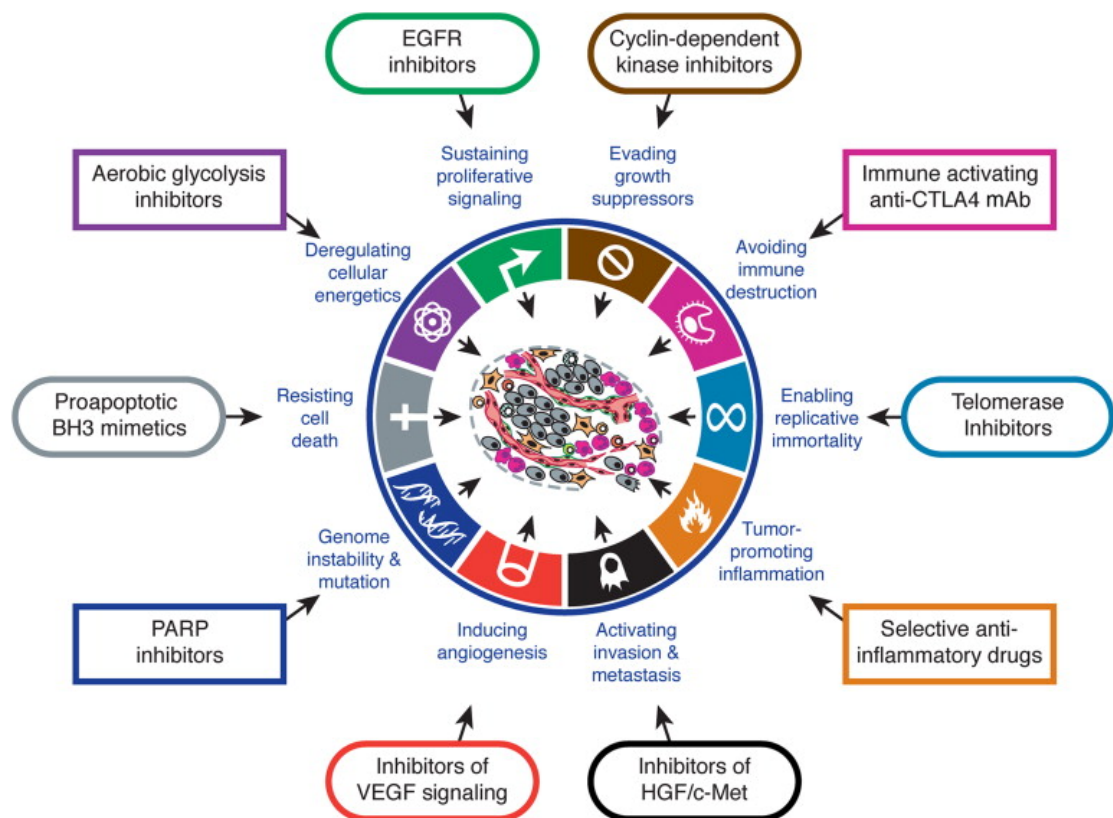 EGFR
inhibitors
Cyclin-dependent
kinase inhibitors
Sustaining
proliferative
signaling
Evading
growth
suppressors
Aerobic glycolysis
inhibitors
Immune activating
anti-CTLA4 mAb
Deregulating
cellular
energetics
Avoiding
immune
destruction
Proapoptotic
BH3 mimetics
Resisting
cell
death
Enabling
replicative
immortality
Telomerase
Inhibitors
Genome
instability &
mutation
Tumor-
promoting
inflammation
PARP
inhibitors
Inducing
angiogenesis
Activating
invasion &
metastasis
Selective anti-
inflammatory drugs
Inhibitors of
VEGF signaling
Inhibitors of
HGF/c-Met